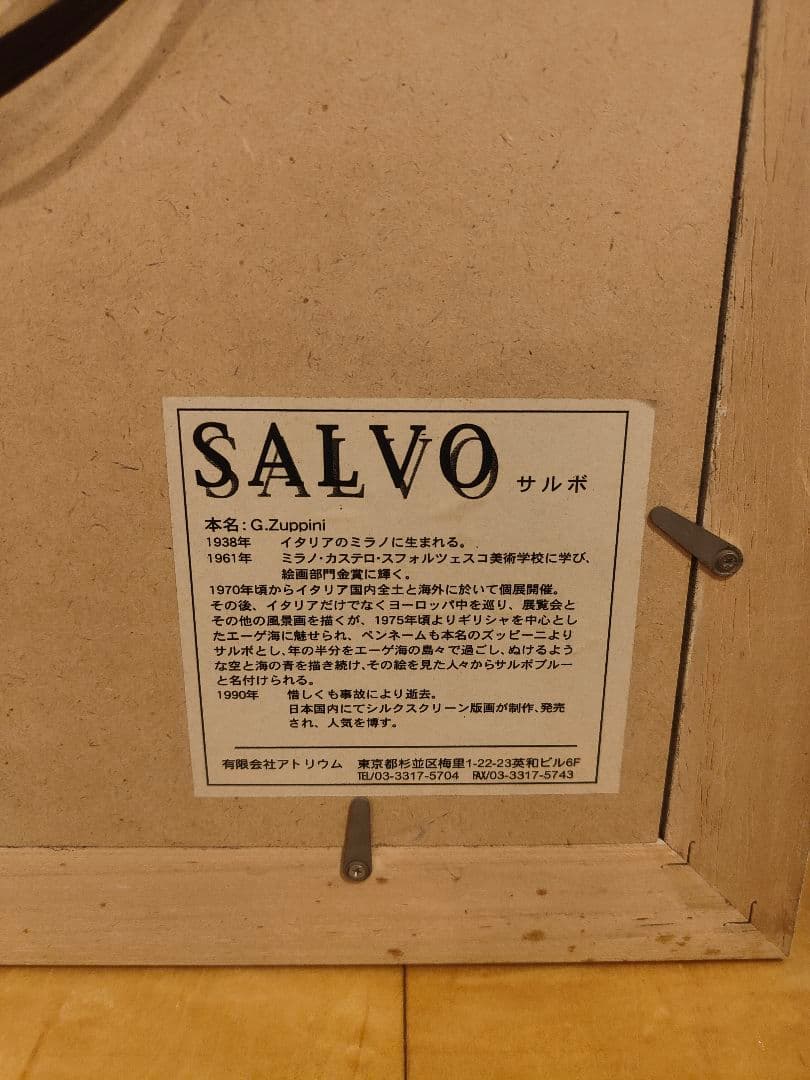 SALVO サルボ
本名：G.Zuppini
1938年 イタリアのミラノに生まれる。
1961年 ミラノ・カステロ・スフォルツェスコ美術学校に学び、
絵画部門金賞に輝く。
1970年頃からイタリア国内全土と海外に於いて個展開催。
その後、イタリアだけでなくヨーロッパ中を巡り、展覧会と
その他の風景画を描くが、1975年頃よりギリシャを中心とし
たエーゲ海に魅せられ、ペンネームも本名のズッピーニより
サルボとし、年の半分をエーゲ海の島々で過ごし、ぬけるよう
な空と海の青を描き続け、その絵を見た人々からサルボブルー
と名付けられる。
1990年 惜しくも事故により逝去。
日本国内にてシルクスクリーン版画が制作、発売
され、人気を博す。
有限会社アトリウム 東京都杉並区梅里1-22-23英和ビル6F
TEL/03-3317-5704 FAX/03-3317-5743